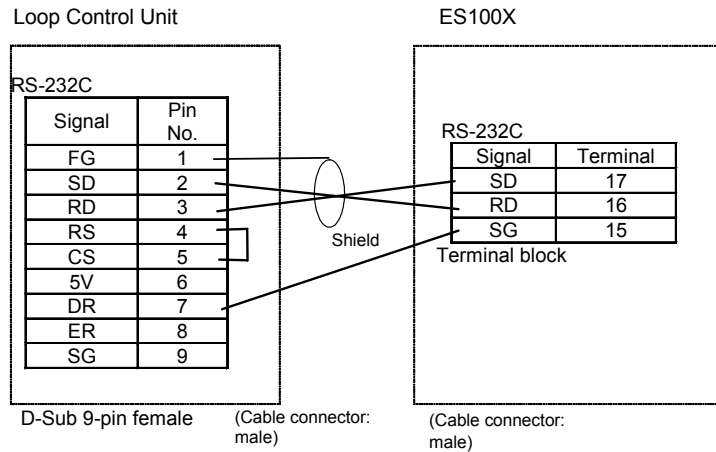 Loop Control Unit
ES100X
RS-232C
Signal Pin No.
FG 1
SD 2
RD 3
RS 4
CS 5
5V 6
DR 7
ER 8
SG 9
D-Sub 9-pin female
(Cable connector:
male)
Shield
RS-232C
Signal Terminal
SD 17
RD 16
SG 15
Terminal block
(Cable connector:
male)